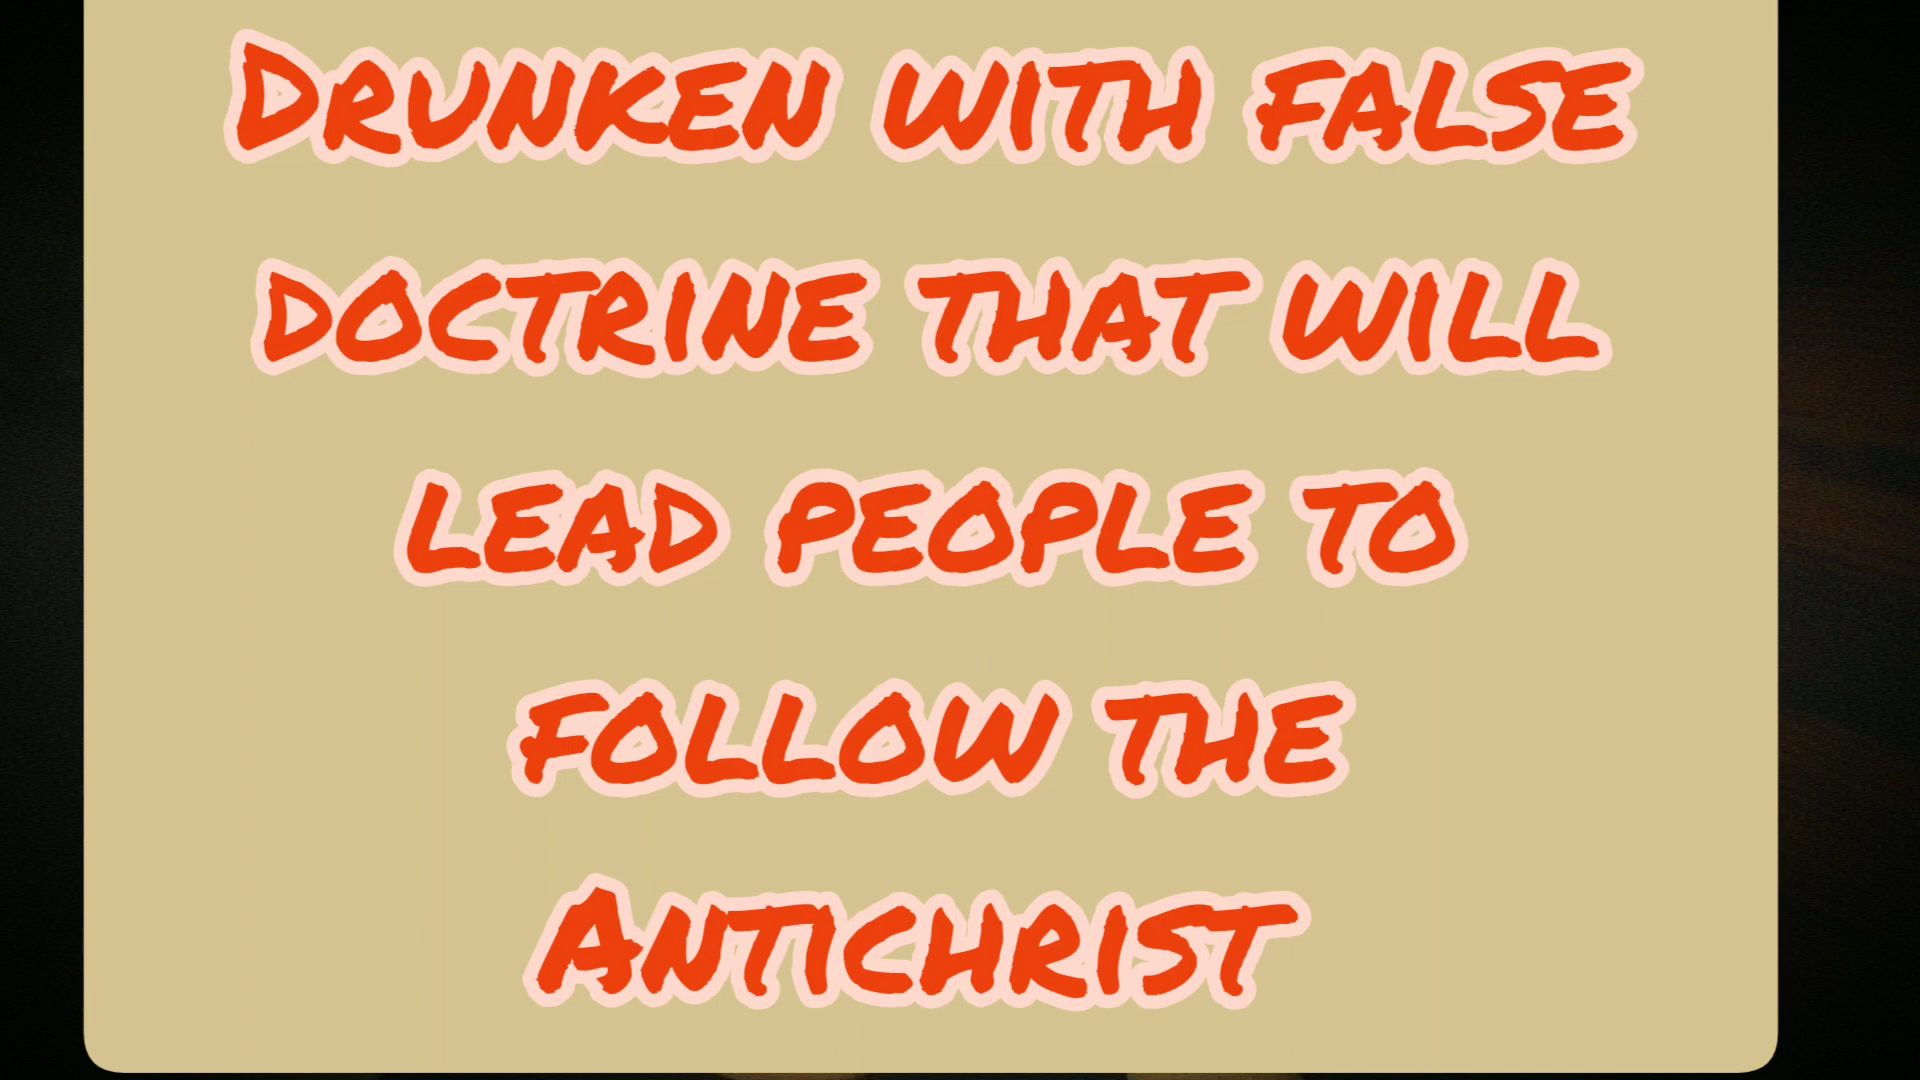 Drunken with false
doctrine that will
lead people to
follow the
Antichrist